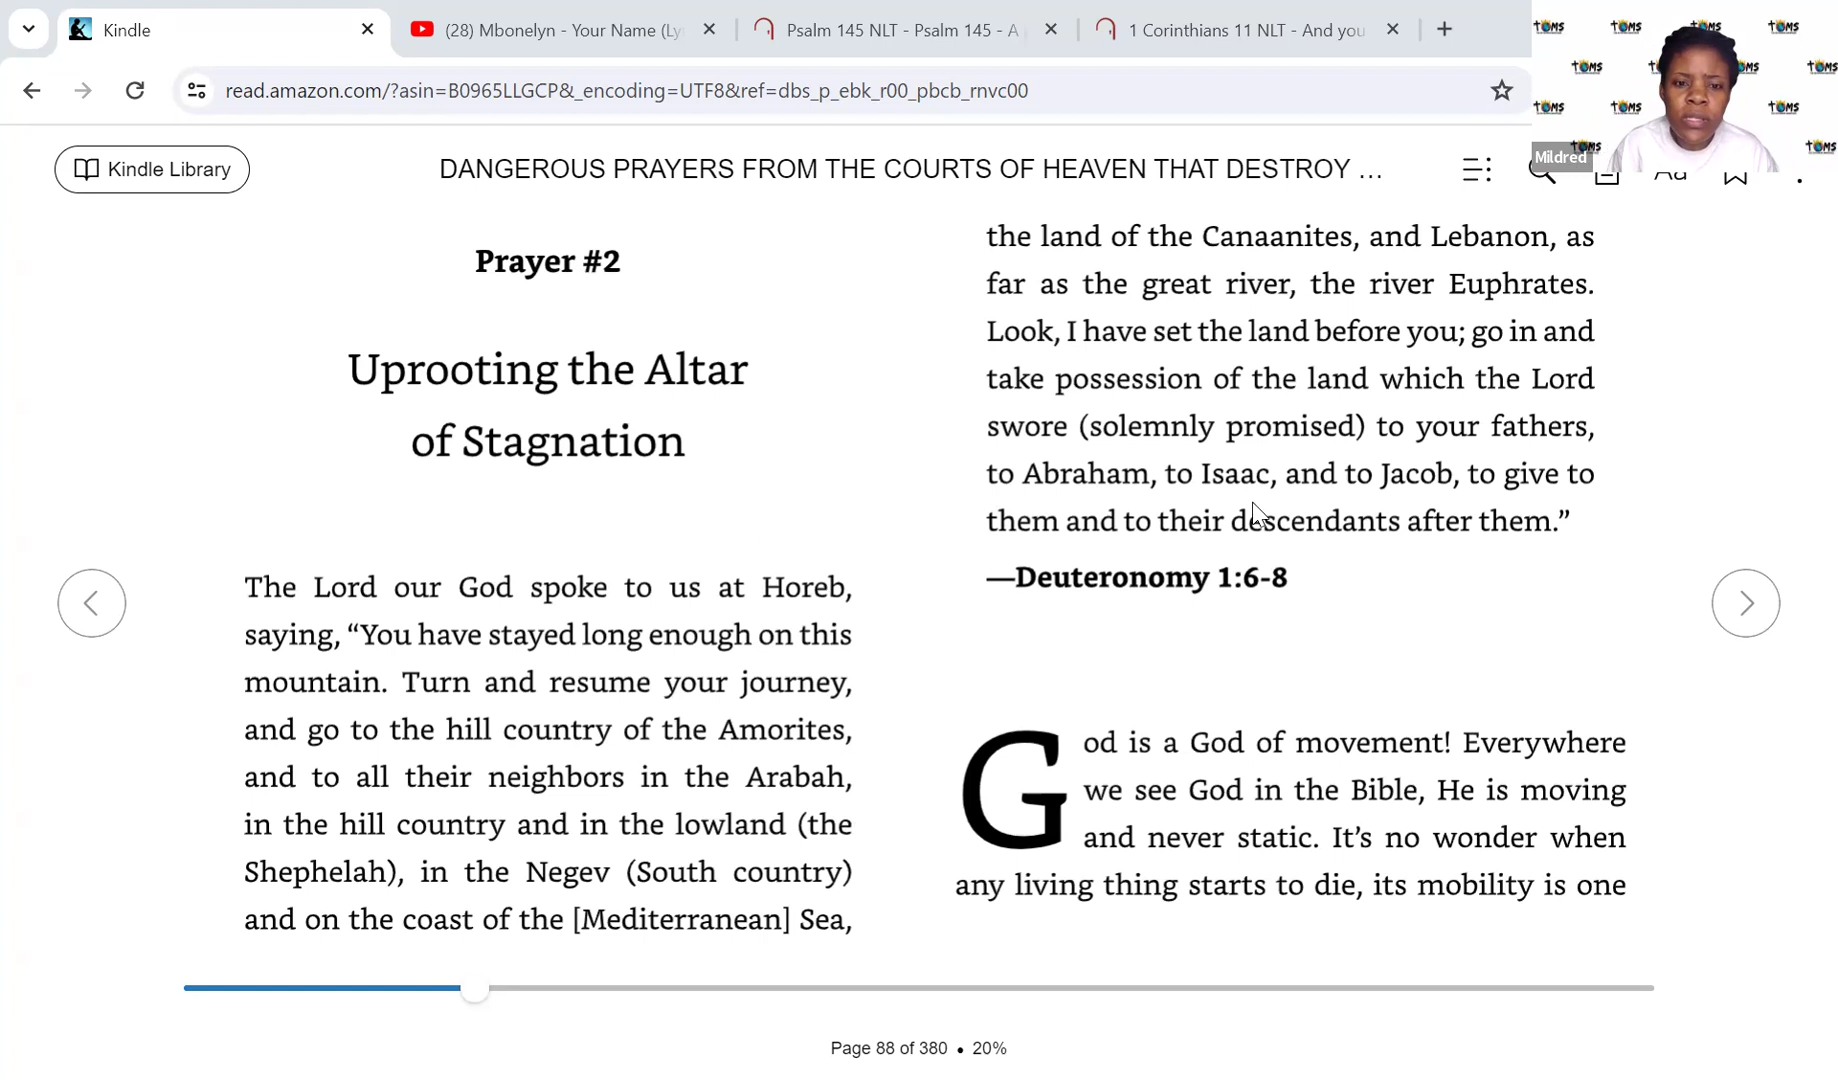 Kindle
(28) Mbonelyn - Your Name (Ly
Psalm 145 NLT - Psalm 145 - A
1 Corinthians 11 NLT - And you
read.amazon.com/?asin=B0965LLGCP&_encoding=UTF8&ref=dbs_p_ebk_r00_pbcb_rnvc00
TOMS
Mildred
Kindle Library
DANGEROUS PRAYERS FROM THE COURTS OF HEAVEN THAT DESTROY …
Aa
Prayer #2
Uprooting the Altar
of Stagnation
The Lord our God spoke to us at Horeb,
saying, “You have stayed long enough on this
mountain. Turn and resume your journey,
and go to the hill country of the Amorites,
and to all their neighbors in the Arabah,
in the hill country and in the lowland (the
Shephelah), in the Negev (South country)
and on the coast of the [Mediterranean] Sea,
the land of the Canaanites, and Lebanon, as
far as the great river, the river Euphrates.
Look, I have set the land before you; go in and
take possession of the land which the Lord
swore (solemnly promised) to your fathers,
to Abraham, to Isaac, and to Jacob, to give to
them and to their descendants after them.”
—Deuteronomy 1:6-8
God is a God of movement! Everywhere
we see God in the Bible, He is moving
and never static. It’s no wonder when
any living thing starts to die, its mobility is one
Page 88 of 380 • 20%